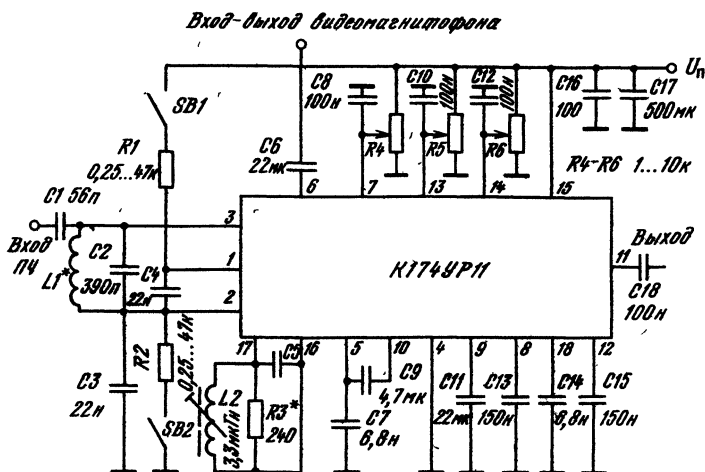 Вход-выход видеомагнитофона
Uп
SB1
C8
100н
C10
100н
C12
100н
C16
100
C17
500мк
R1
0,25...47к
C6
22мк
R4
R5
R6
R4-R6 1...10к
6
7
13
14
15
C1 56п
Вход
ПЧ
L1*
C2
390п
C4
22н
3
1
2
К174УР11
11
Выход
C18
100н
R2
0,25...47к
17
C5
16
5
10
4
9
8
18
12
C3
22н
SB2
L2
3,3мкГн
R3*
240
C9
4,7мк
C7
6,8н
C11
22мк
C13
150н
C14
6,8н
C15
150н